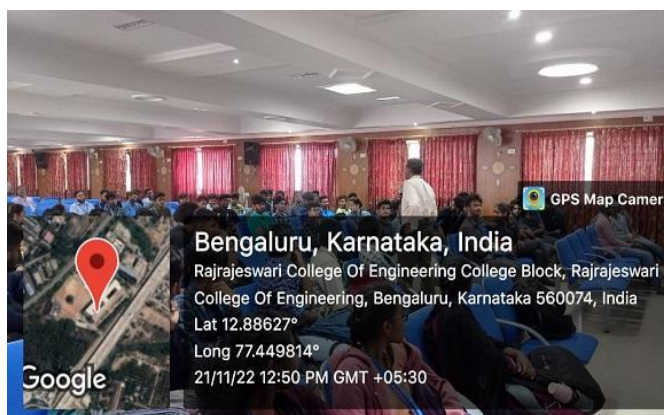 GPS Map Camer
Bengaluru, Karnataka, India
Rajrajeswari College Of Engineering College Block, Rajrajeswari
College Of Engineering, Bengaluru, Karnataka 560074, India
Lat 12.88627°
Long 77.449814°
21/11/22 12:50 PM GMT +05:30
Google